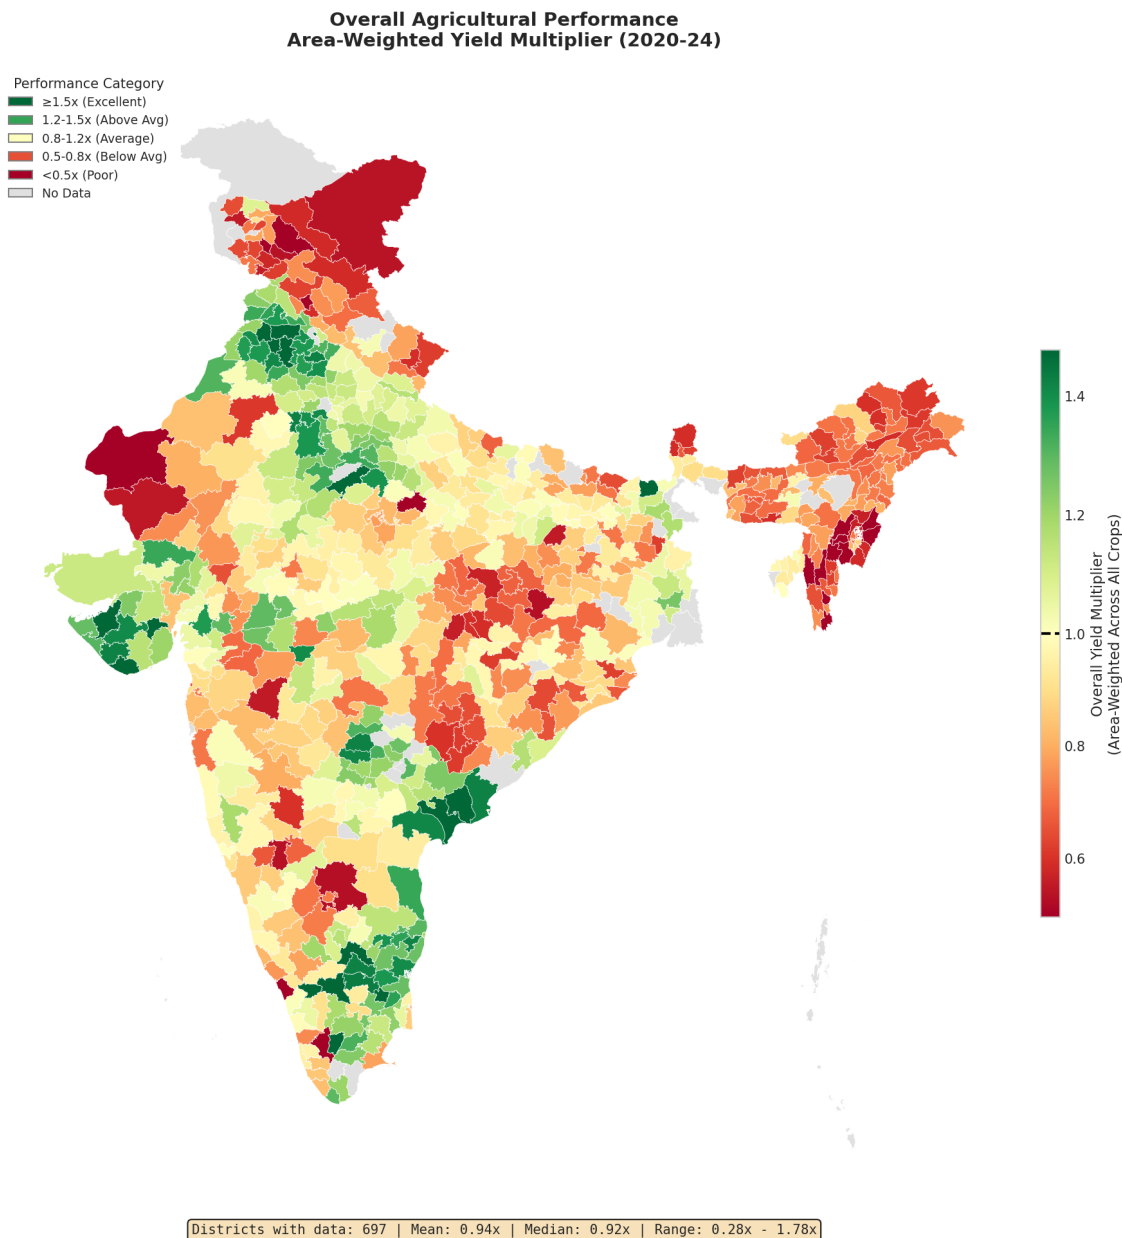 Overall Agricultural Performance
Area-Weighted Yield Multiplier (2020-24)
Performance Category
≥1.5x (Excellent)
1.2-1.5x (Above Avg)
0.8-1.2x (Average)
0.5-0.8x (Below Avg)
<0.5x (Poor)
No Data
1.4
1.2
1.0
0.8
0.6
Overall Yield Multiplier
(Area-Weighted Across All Crops)
Districts with data: 697 | Mean: 0.94x | Median: 0.92x | Range: 0.28x - 1.78x